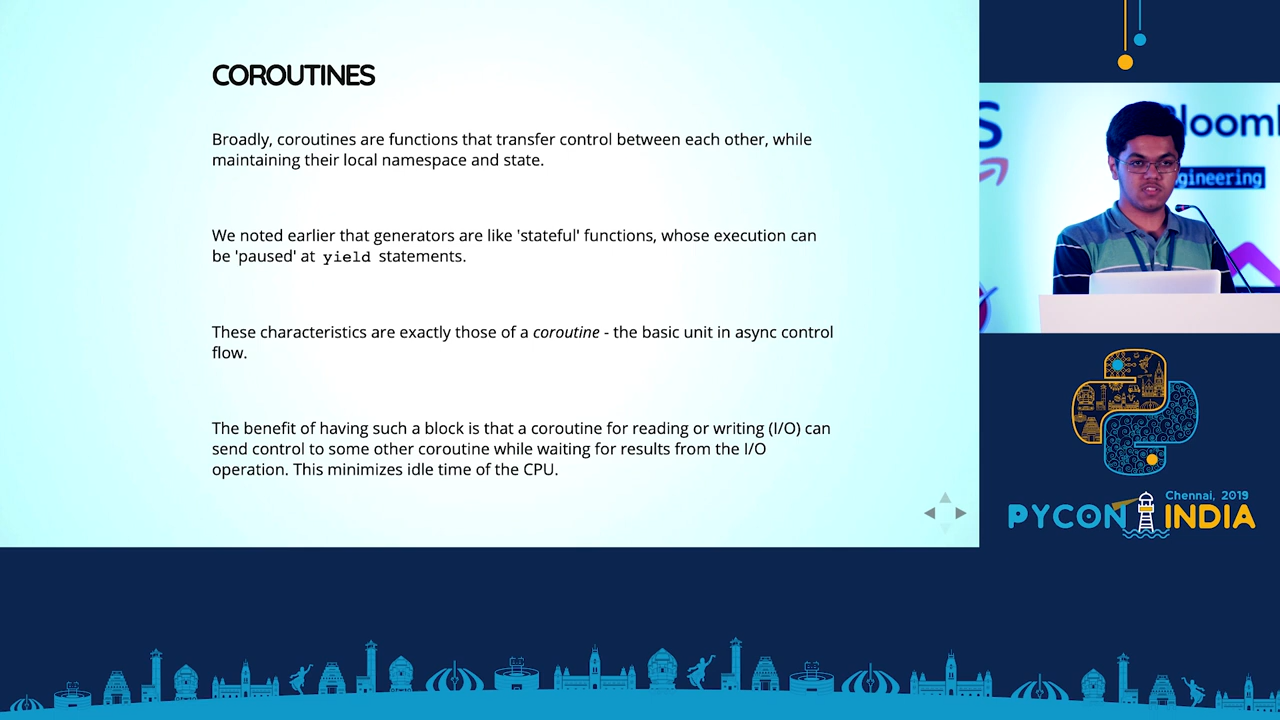 COROUTINES
Broadly, coroutines are functions that transfer control between each other, while
maintaining their local namespace and state.
We noted earlier that generators are like 'stateful' functions, whose execution can
be 'paused' at yield statements.
These characteristics are exactly those of a coroutine - the basic unit in async control
flow.
The benefit of having such a block is that a coroutine for reading or writing (I/O) can
send control to some other coroutine while waiting for results from the I/O
operation. This minimizes idle time of the CPU.
S
Bloom
gineering
Chennai, 2019
PYCON INDIA